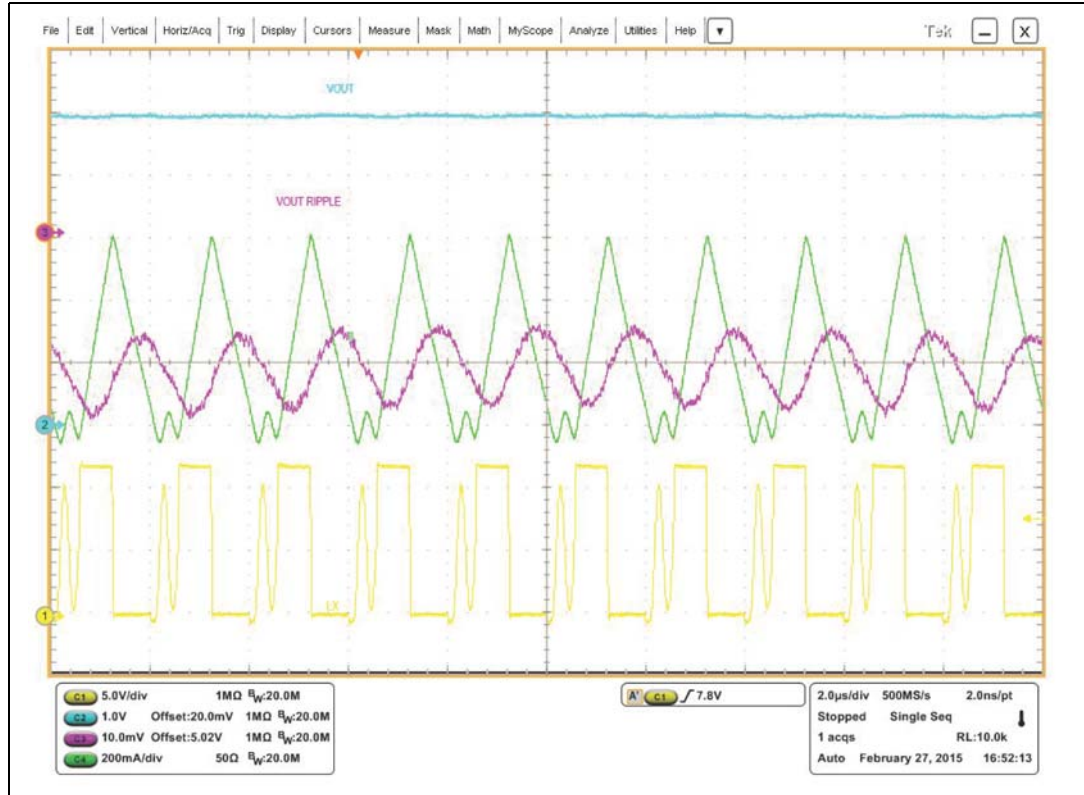 File Edit Vertical Horiz/Acq Trig Display Cursors Measure Mask Math MyScope Analyze Utilities Help Tek X
VOUT
VOUT RIPPLE
3
2
LX
1
C1 5.0V/div 1MΩ BW:20.0M
C2 1.0V Offset:20.0mV 1MΩ BW:20.0M
C3 10.0mV Offset:5.02V 1MΩ BW:20.0M
C4 200mA/div 50Ω BW:20.0M
A' C1 7.8V
2.0µs/div 500MS/s 2.0ns/pt
Stopped Single Seq
1 acqs RL:10.0k
Auto February 27, 2015 16:52:13